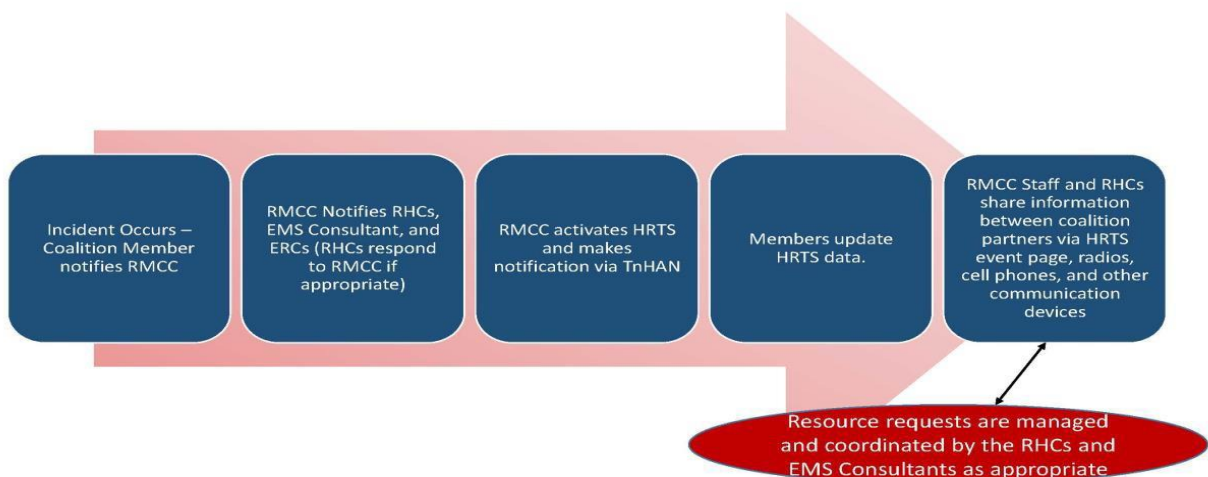 Incident Occurs –
Coalition Member
notifies RMCC
RMCC Notifies RHCs,
EMS Consultant, and
ERCs (RHCs respond
to RMCC if
appropriate)
RMCC activates HRTS
and makes
notification via TnHAN
Members update
HRTS data.
RMCC Staff and RHCs
share information
between coalition
partners via HRTS
event page, radios,
cell phones, and other
communication
devices
Resource requests are managed
and coordinated by the RHCs and
EMS Consultants as appropriate